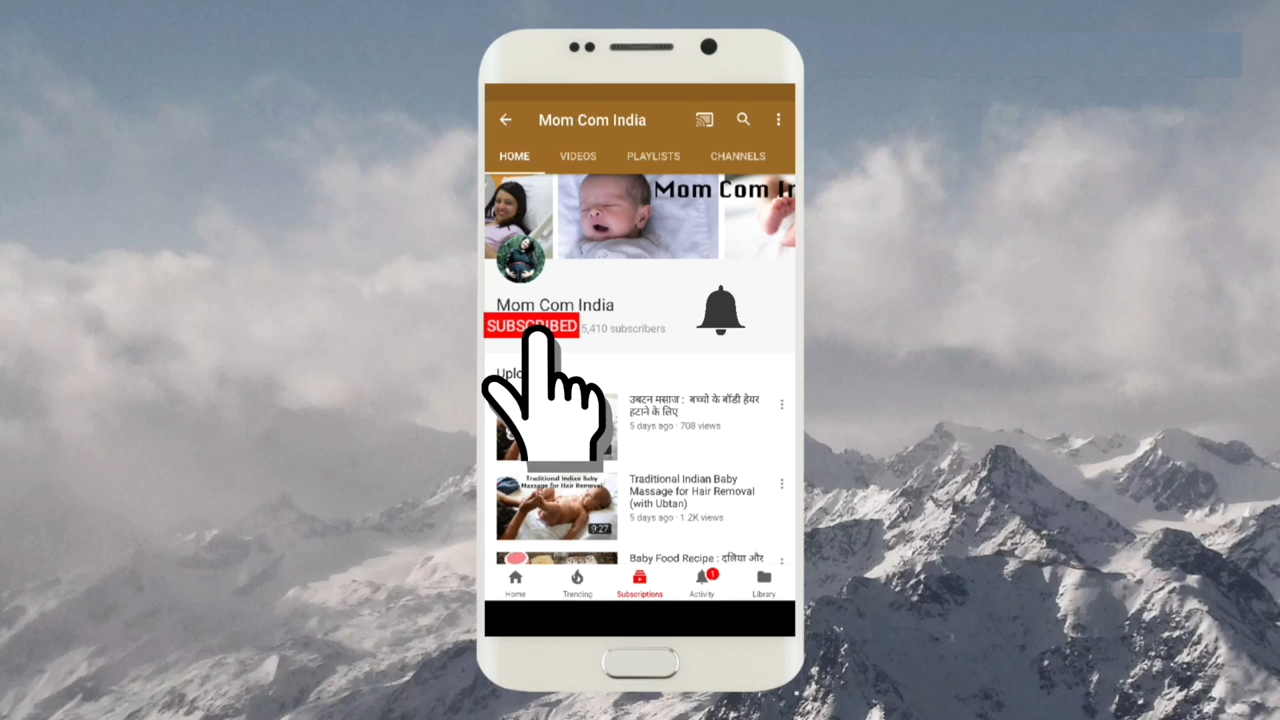 Mom Com India
HOME VIDEOS PLAYLISTS CHANNELS
Mom Com In
Mom Com India
SUBSCRIBED 5,410 subscribers
उबटन मसाज : बच्चो के बॉडी हेयर
हटाने के लिए
5 days ago · 708 views
Traditional Indian Baby
Massage for Hair Removal
9:27
Traditional Indian Baby
Massage for Hair Removal
(with Ubtan)
5 days ago · 1.2K views
Baby Food Recipe : दलिया और
1
Home Trending Subscriptions Activity Library